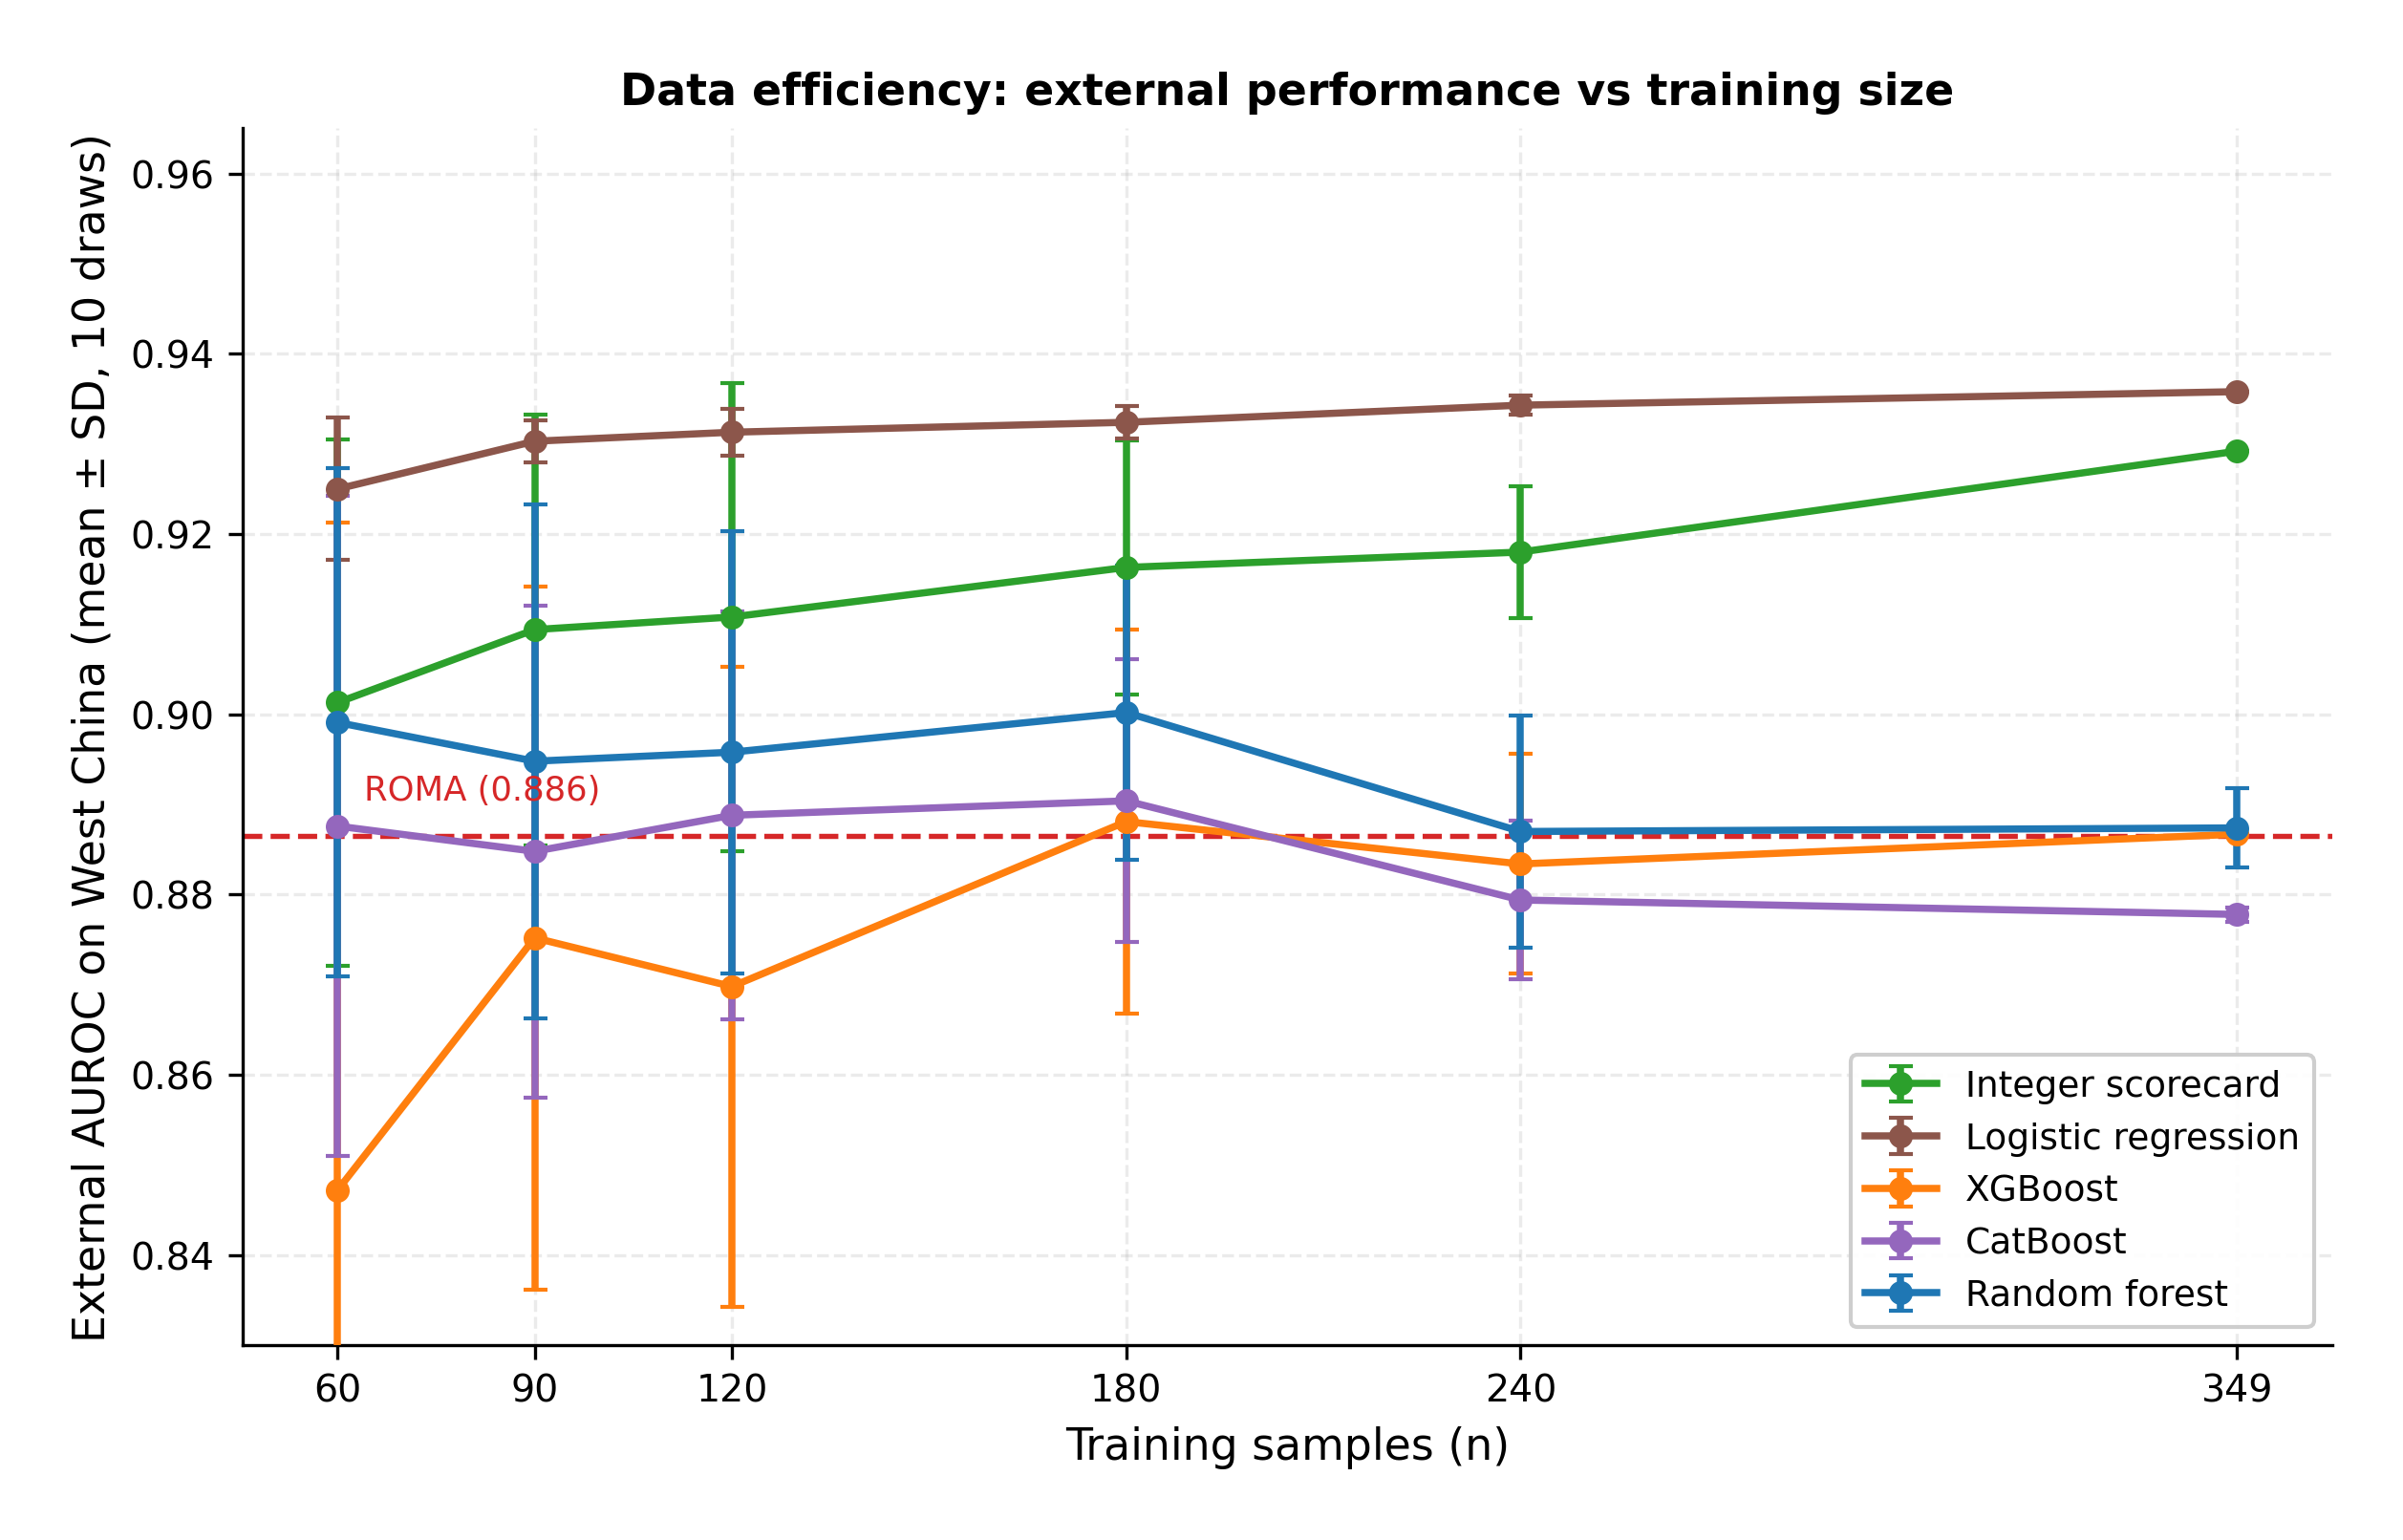 Data efficiency: external performance vs training size
External AUROC on West China (mean ± SD, 10 draws)
0.96
0.94
0.92
0.90
0.88
0.86
0.84
ROMA (0.886)
Integer scorecard
Logistic regression
XGBoost
CatBoost
Random forest
60 90 120 180 240 349
Training samples (n)